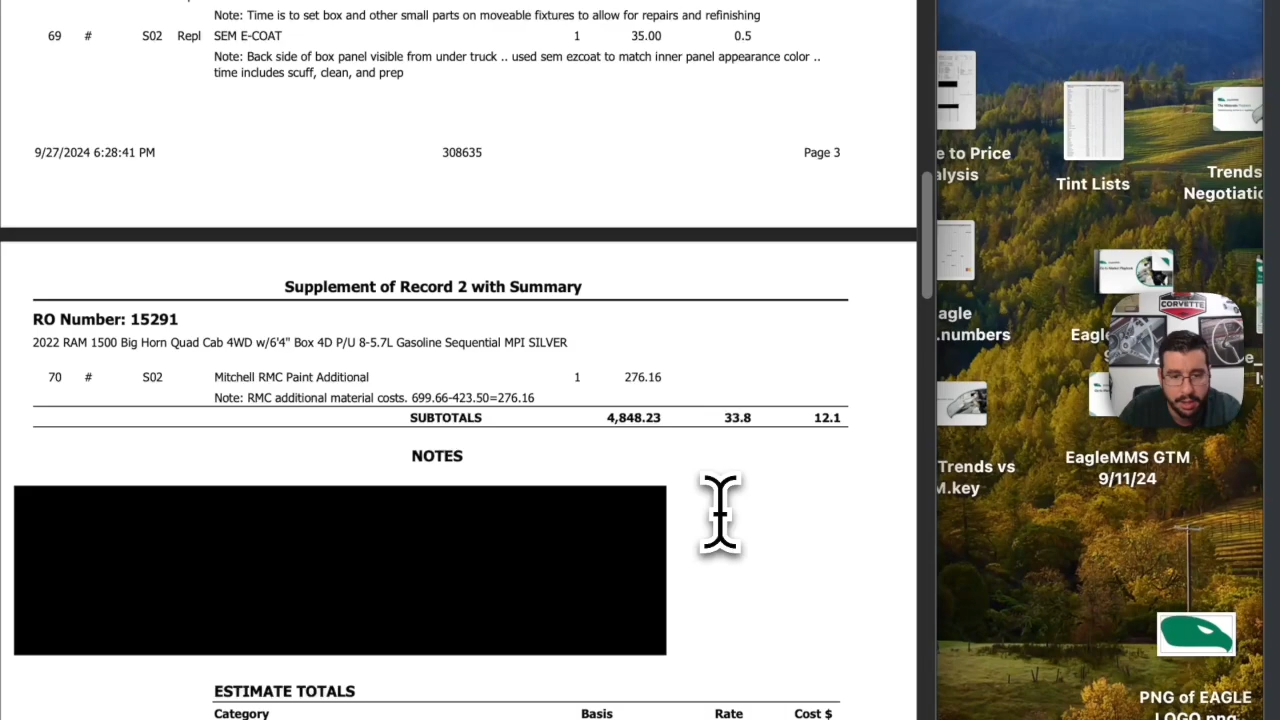 Note: Time is to set box and other small parts on moveable fixtures to allow for repairs and refinishing
69 # S02 Repl SEM E-COAT 1 35.00 0.5
Note: Back side of box panel visible from under truck .. used sem ezcoat to match inner panel appearance color ..
time includes scuff, clean, and prep
9/27/2024 6:28:41 PM 308635 Page 3
Supplement of Record 2 with Summary
RO Number: 15291
2022 RAM 1500 Big Horn Quad Cab 4WD w/6'4" Box 4D P/U 8-5.7L Gasoline Sequential MPI SILVER
70 # S02 Mitchell RMC Paint Additional 1 276.16
Note: RMC additional material costs. 699.66-423.50=276.16
SUBTOTALS 4,848.23 33.8 12.1
NOTES
ESTIMATE TOTALS
Category Basis Rate Cost $
e to Price
alysis
Tint Lists
Trends
Negotiatio
agle
.numbers
Eagle
CORVETTE
Trends vs
M.key
EagleMMS GTM
9/11/24
PNG of EAGLE
LOGO.png